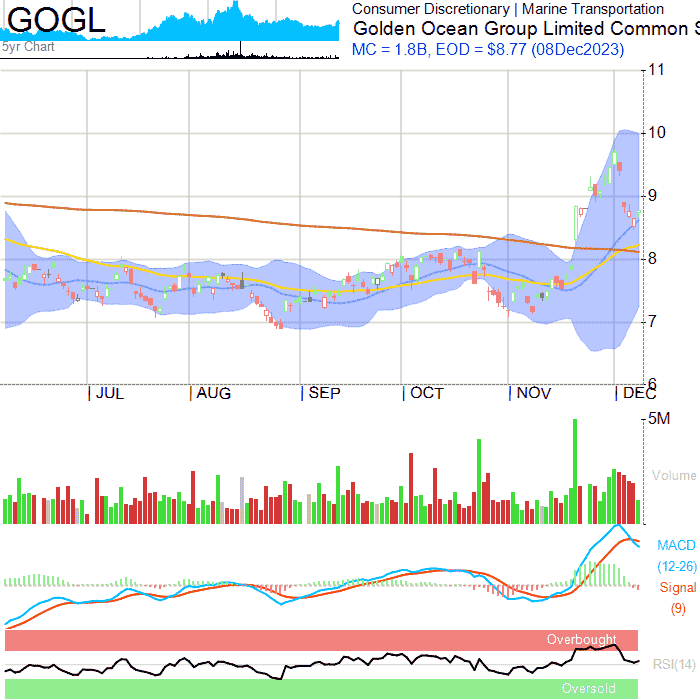 GOGL
5yr Chart
Consumer Discretionary | Marine Transportation
Golden Ocean Group Limited Common S
MC = 1.8B, EOD = $8.77 (08Dec2023)
11
10
9
8
7
6
JUL AUG SEP OCT NOV DEC
5M
Volume
MACD
(12-26)
Signal
(9)
Overbought
RSI(14)
Oversold